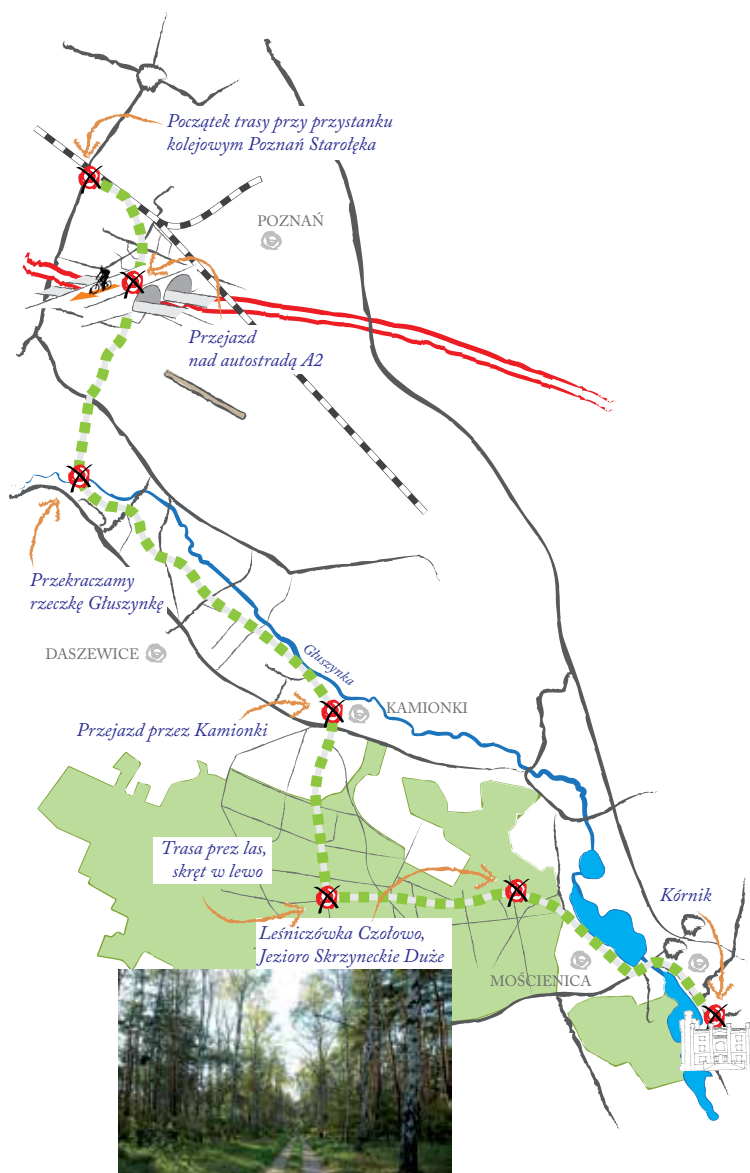 Początek trasy przy przystanku
kolejowym Poznań Starołęka
POZNAŃ
Przejazd
nad autostradą A2
Przekraczamy
rzeczkę Głuszynkę
DASZEWICE
Głuszynka
KAMIONKI
Przejazd przez Kamionki
Trasa prez las,
skręt w lewo
Kórnik
Leśniczówka Czołowo,
Jezioro Skrzyneckie Duże
MOŚCIENICA